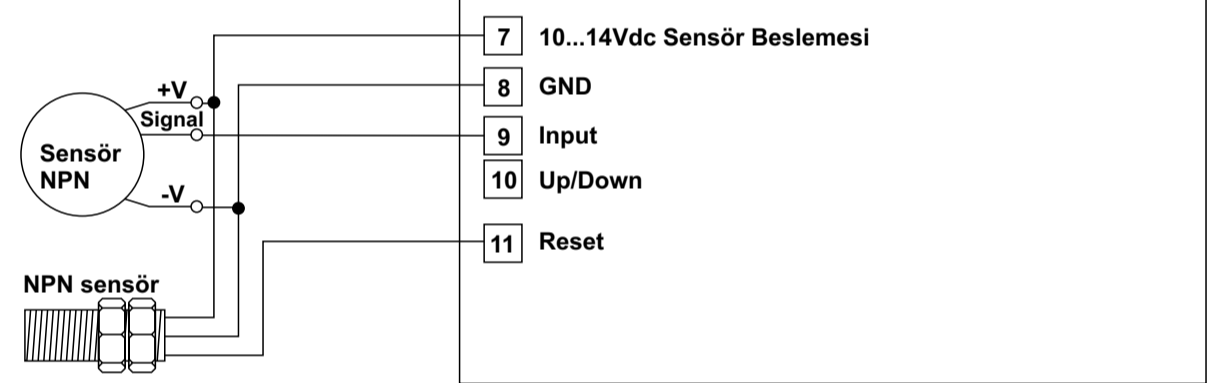 7 10...14Vdc Sensör Beslemesi
8 GND
+V
Signal
9 Input
Sensör
NPN
10 Up/Down
-V
11 Reset
NPN sensör